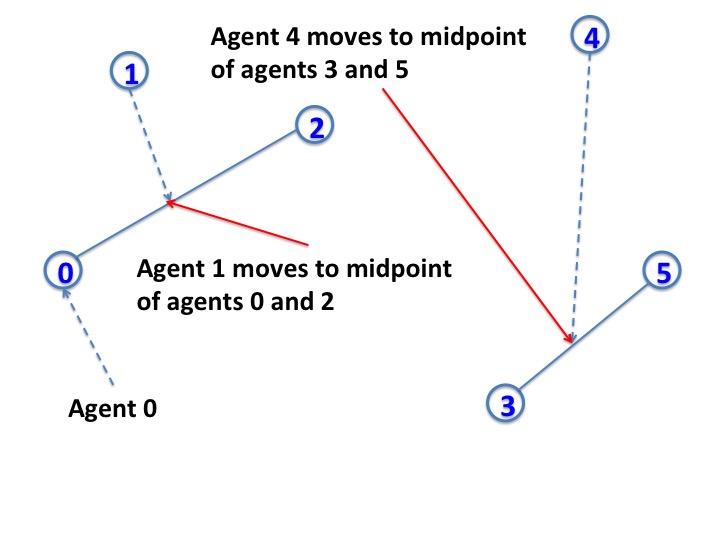 Agent 4 moves to midpoint
of agents 3 and 5
4
1
2
Agent 1 moves to midpoint
of agents 0 and 2
0
5
3
Agent 0